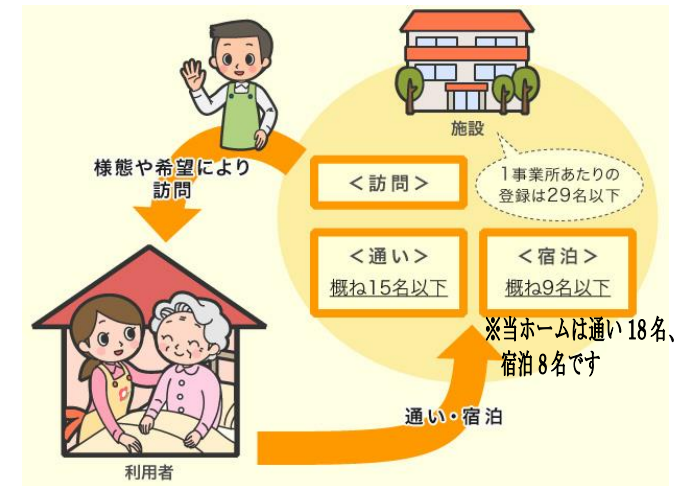 施設
様態や希望により
訪問
＜訪問＞
1事業所あたりの
登録は29名以下
＜通い＞
概ね15名以下
＜宿泊＞
概ね9名以下
※当ホームは通い18名、
宿泊8名です
通い・宿泊
利用者